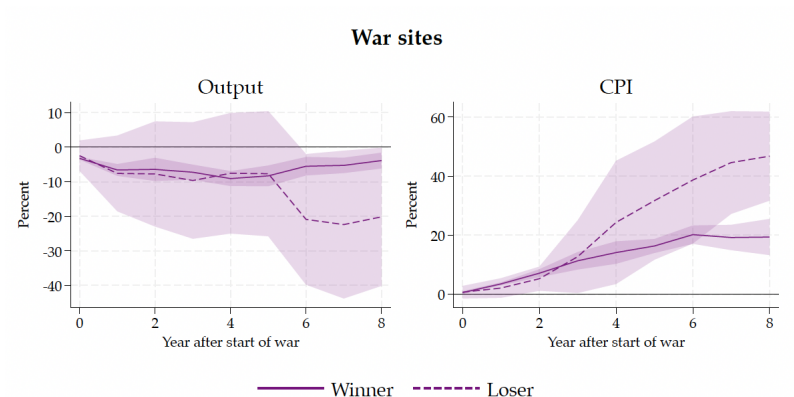 War sites
Output
CPI
Percent
10
0
-10
-20
-30
-40
0 2 4 6 8
Year after start of war
Percent
60
40
20
0
0 2 4 6 8
Year after start of war
Winner Loser